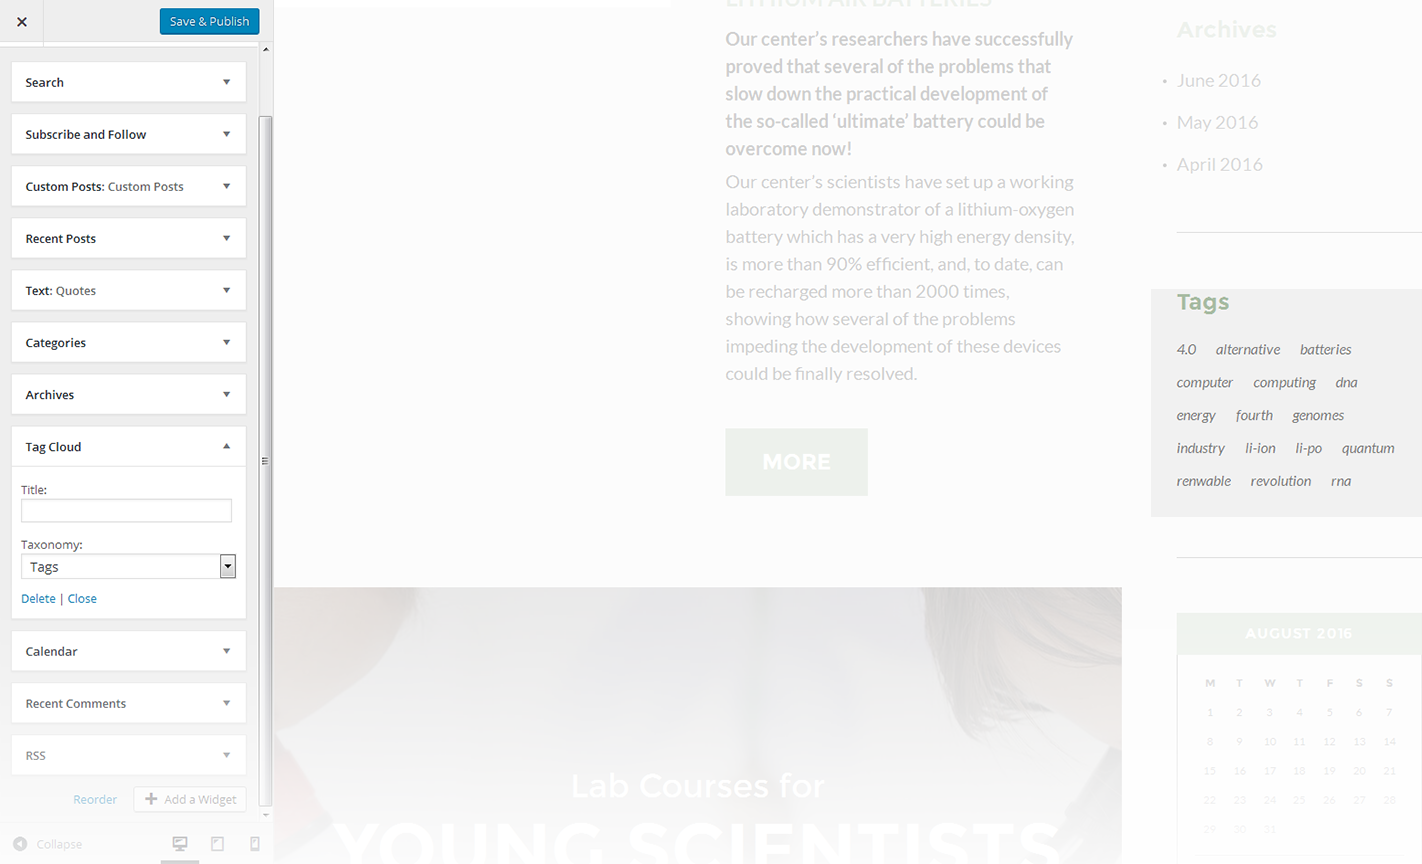 Save & Publish
Search
Subscribe and Follow
Custom Posts: Custom Posts
Recent Posts
Text: Quotes
Categories
Archives
Tag Cloud
Title:
Taxonomy:
Tags
Delete | Close
Calendar
Recent Comments
RSS
Reorder
Add a Widget
Collapse
LITHIUM AIR BATTERIES
Our center’s researchers have successfully
proved that several of the problems that
slow down the practical development of
the so-called ‘ultimate’ battery could be
overcome now!
Our center’s scientists have set up a working
laboratory demonstrator of a lithium-oxygen
battery which has a very high energy density,
is more than 90% efficient, and, to date, can
be recharged more than 2000 times,
showing how several of the problems
impeding the development of these devices
could be finally resolved.
MORE
Lab Courses for
YOUNG SCIENTISTS
Archives
• June 2016
• May 2016
• April 2016
Tags
4.0 alternative batteries
computer computing dna
energy fourth genomes
industry li-ion li-po quantum
renwable revolution rna
AUGUST 2016
M T W T F S S
1 2 3 4 5 6 7
8 9 10 11 12 13 14
15 16 17 18 19 20 21
22 23 24 25 26 27 28
29 30 31